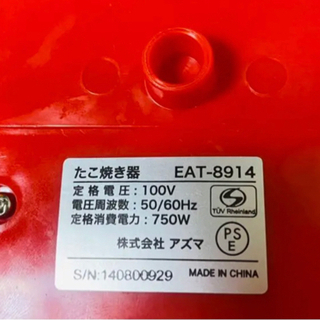 たこ焼き器 EAT-8914
定格電圧：100V
電圧周波数：50/60Hz
定格消費電力：750W
TÜV Rheinland
PS
E
株式会社 アズマ
S/N:140800929 MADE IN CHINA